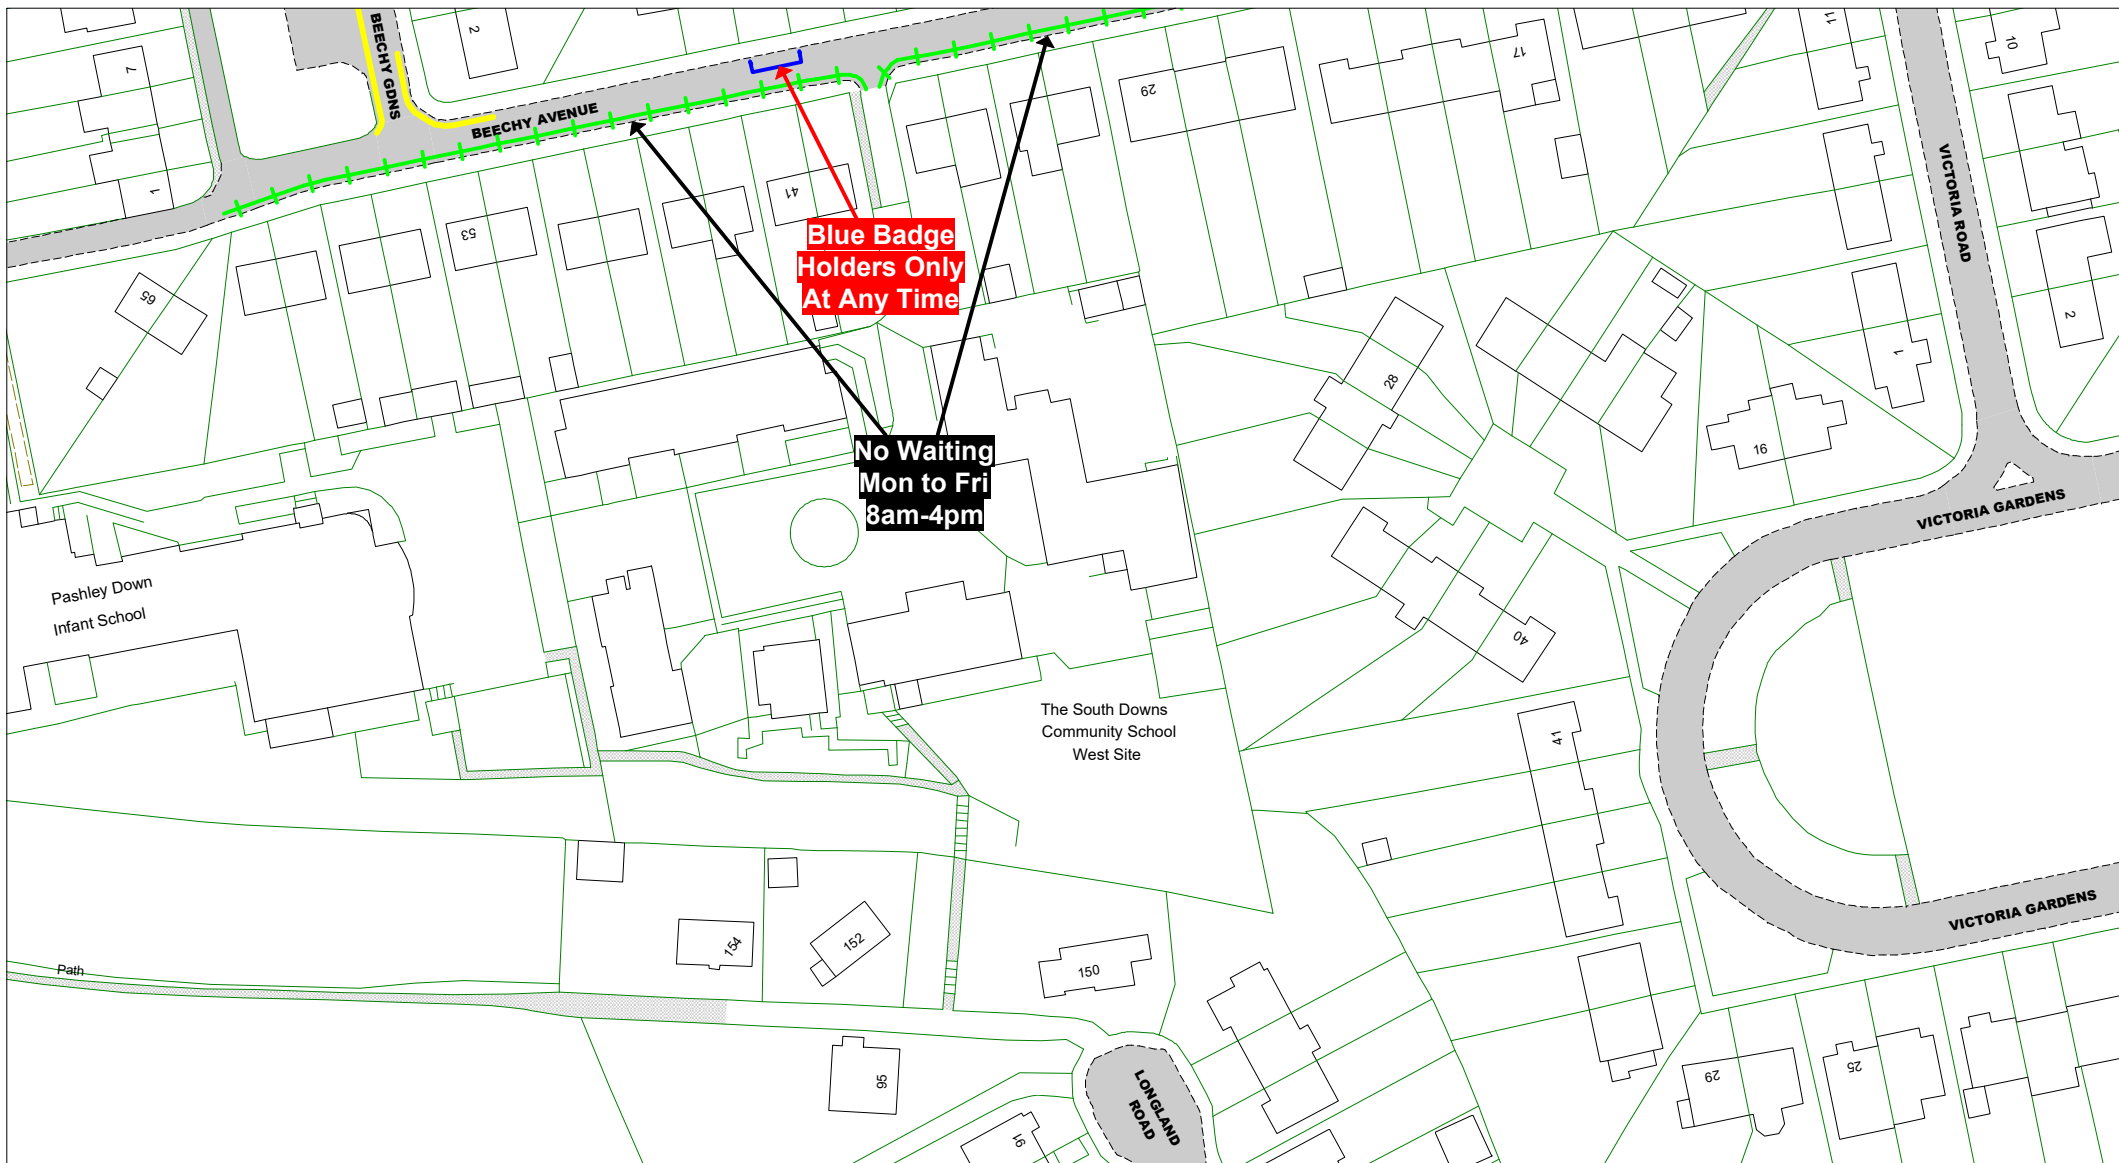 BEECHY GDNS
2
7
11
10
17
29
BEECHY AVENUE
VICTORIA ROAD
1
41
53
Blue Badge
Holders Only
At Any Time
65
2
1
28
16
No Waiting
Mon to Fri
8am-4pm
VICTORIA GARDENS
Pashley Down
Infant School
40
The South Downs
Community School
West Site
41
VICTORIA GARDENS
154
152
150
Path
95
LONGLAND
ROAD
29
25
91